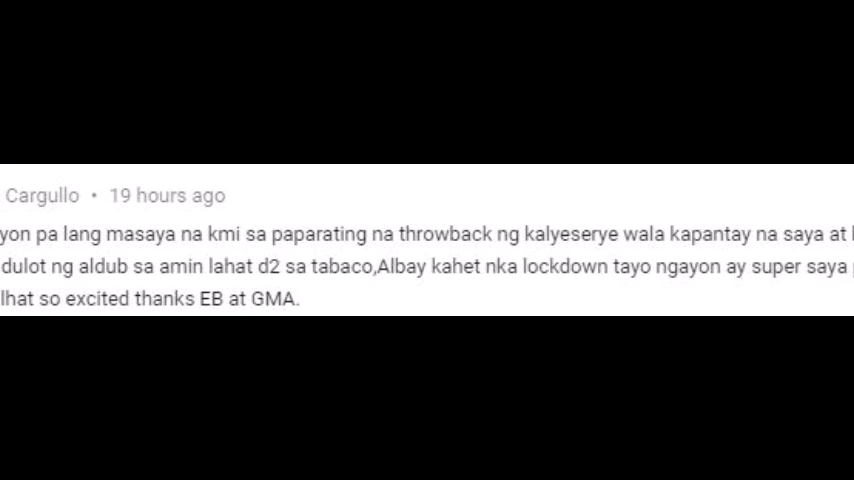 Cargullo • 19 hours ago
yon pa lang masaya na kmi sa paparating na throwback ng kalyeserye wala kapantay na saya at
dulot ng aldub sa amin lahat d2 sa tabaco,Albay kahet nka lockdown tayo ngayon ay super saya
lhat so excited thanks EB at GMA.